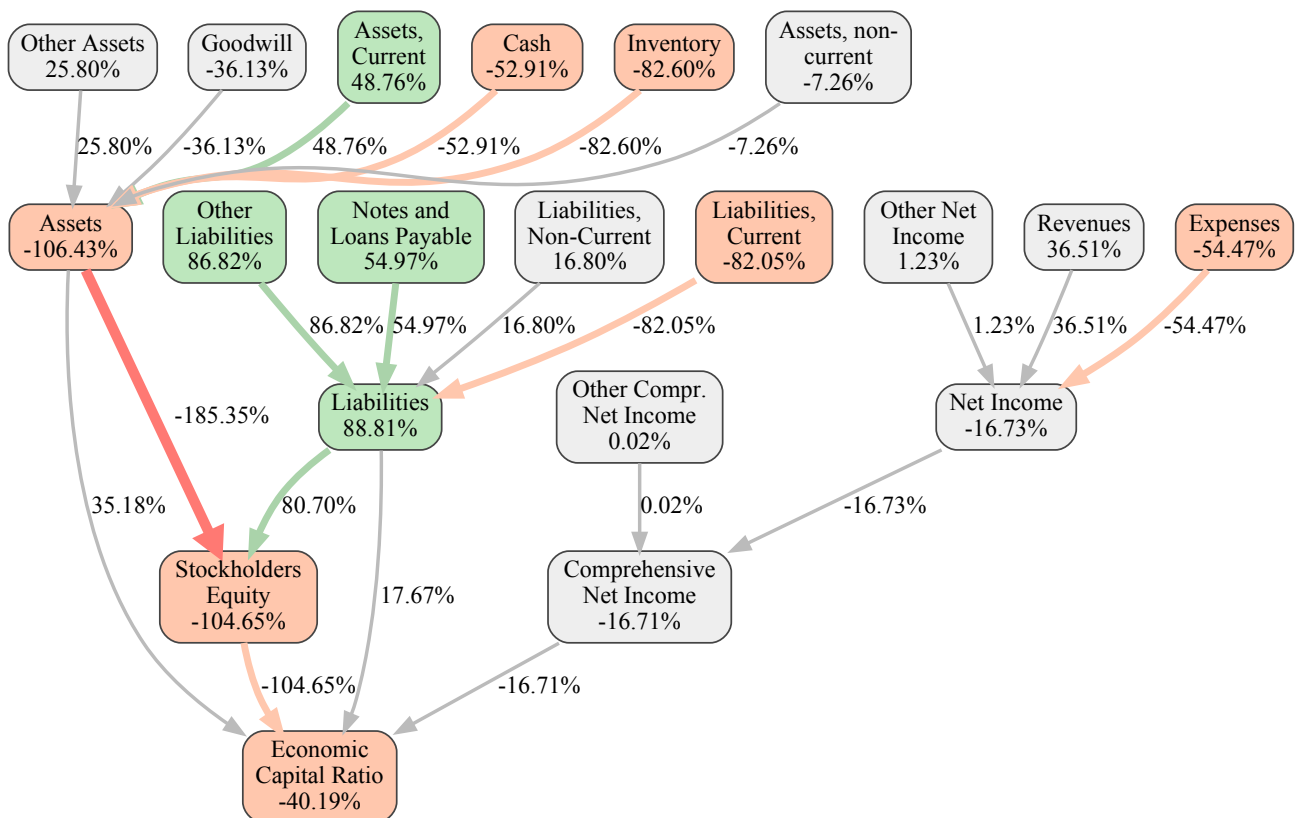 Other Assets
25.80%
Goodwill
-36.13%
Assets,
Current
48.76%
Cash
-52.91%
Inventory
-82.60%
Assets, non-
current
-7.26%
25.80%
-36.13%
48.76%
-52.91%
-82.60%
-7.26%
Assets
-106.43%
Other
Liabilities
86.82%
Notes and
Loans Payable
54.97%
Liabilities,
Non-Current
16.80%
Liabilities,
Current
-82.05%
Other Net
Income
1.23%
Revenues
36.51%
Expenses
-54.47%
86.82%
54.97%
16.80%
-82.05%
1.23%
36.51%
-54.47%
-185.35%
Liabilities
88.81%
Other Compr.
Net Income
0.02%
Net Income
-16.73%
35.18%
80.70%
0.02%
-16.73%
Stockholders
Equity
-104.65%
17.67%
Comprehensive
Net Income
-16.71%
-104.65%
-16.71%
Economic
Capital Ratio
-40.19%